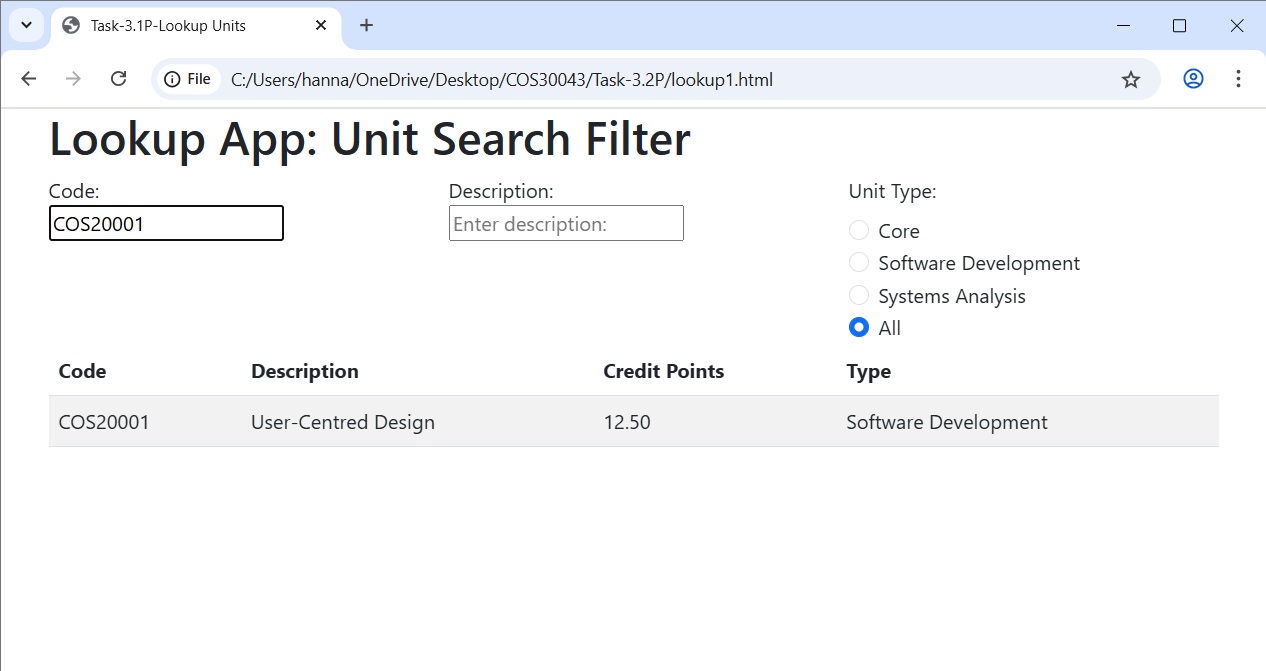 Task-3.1P-Lookup Units
File C:/Users/hanna/OneDrive/Desktop/COS30043/Task-3.2P/lookup1.html
Lookup App: Unit Search Filter
Code: Description: Unit Type:
COS20001 Enter description:
Core
Software Development
Systems Analysis
All
Code Description Credit Points Type
COS20001 User-Centred Design 12.50 Software Development